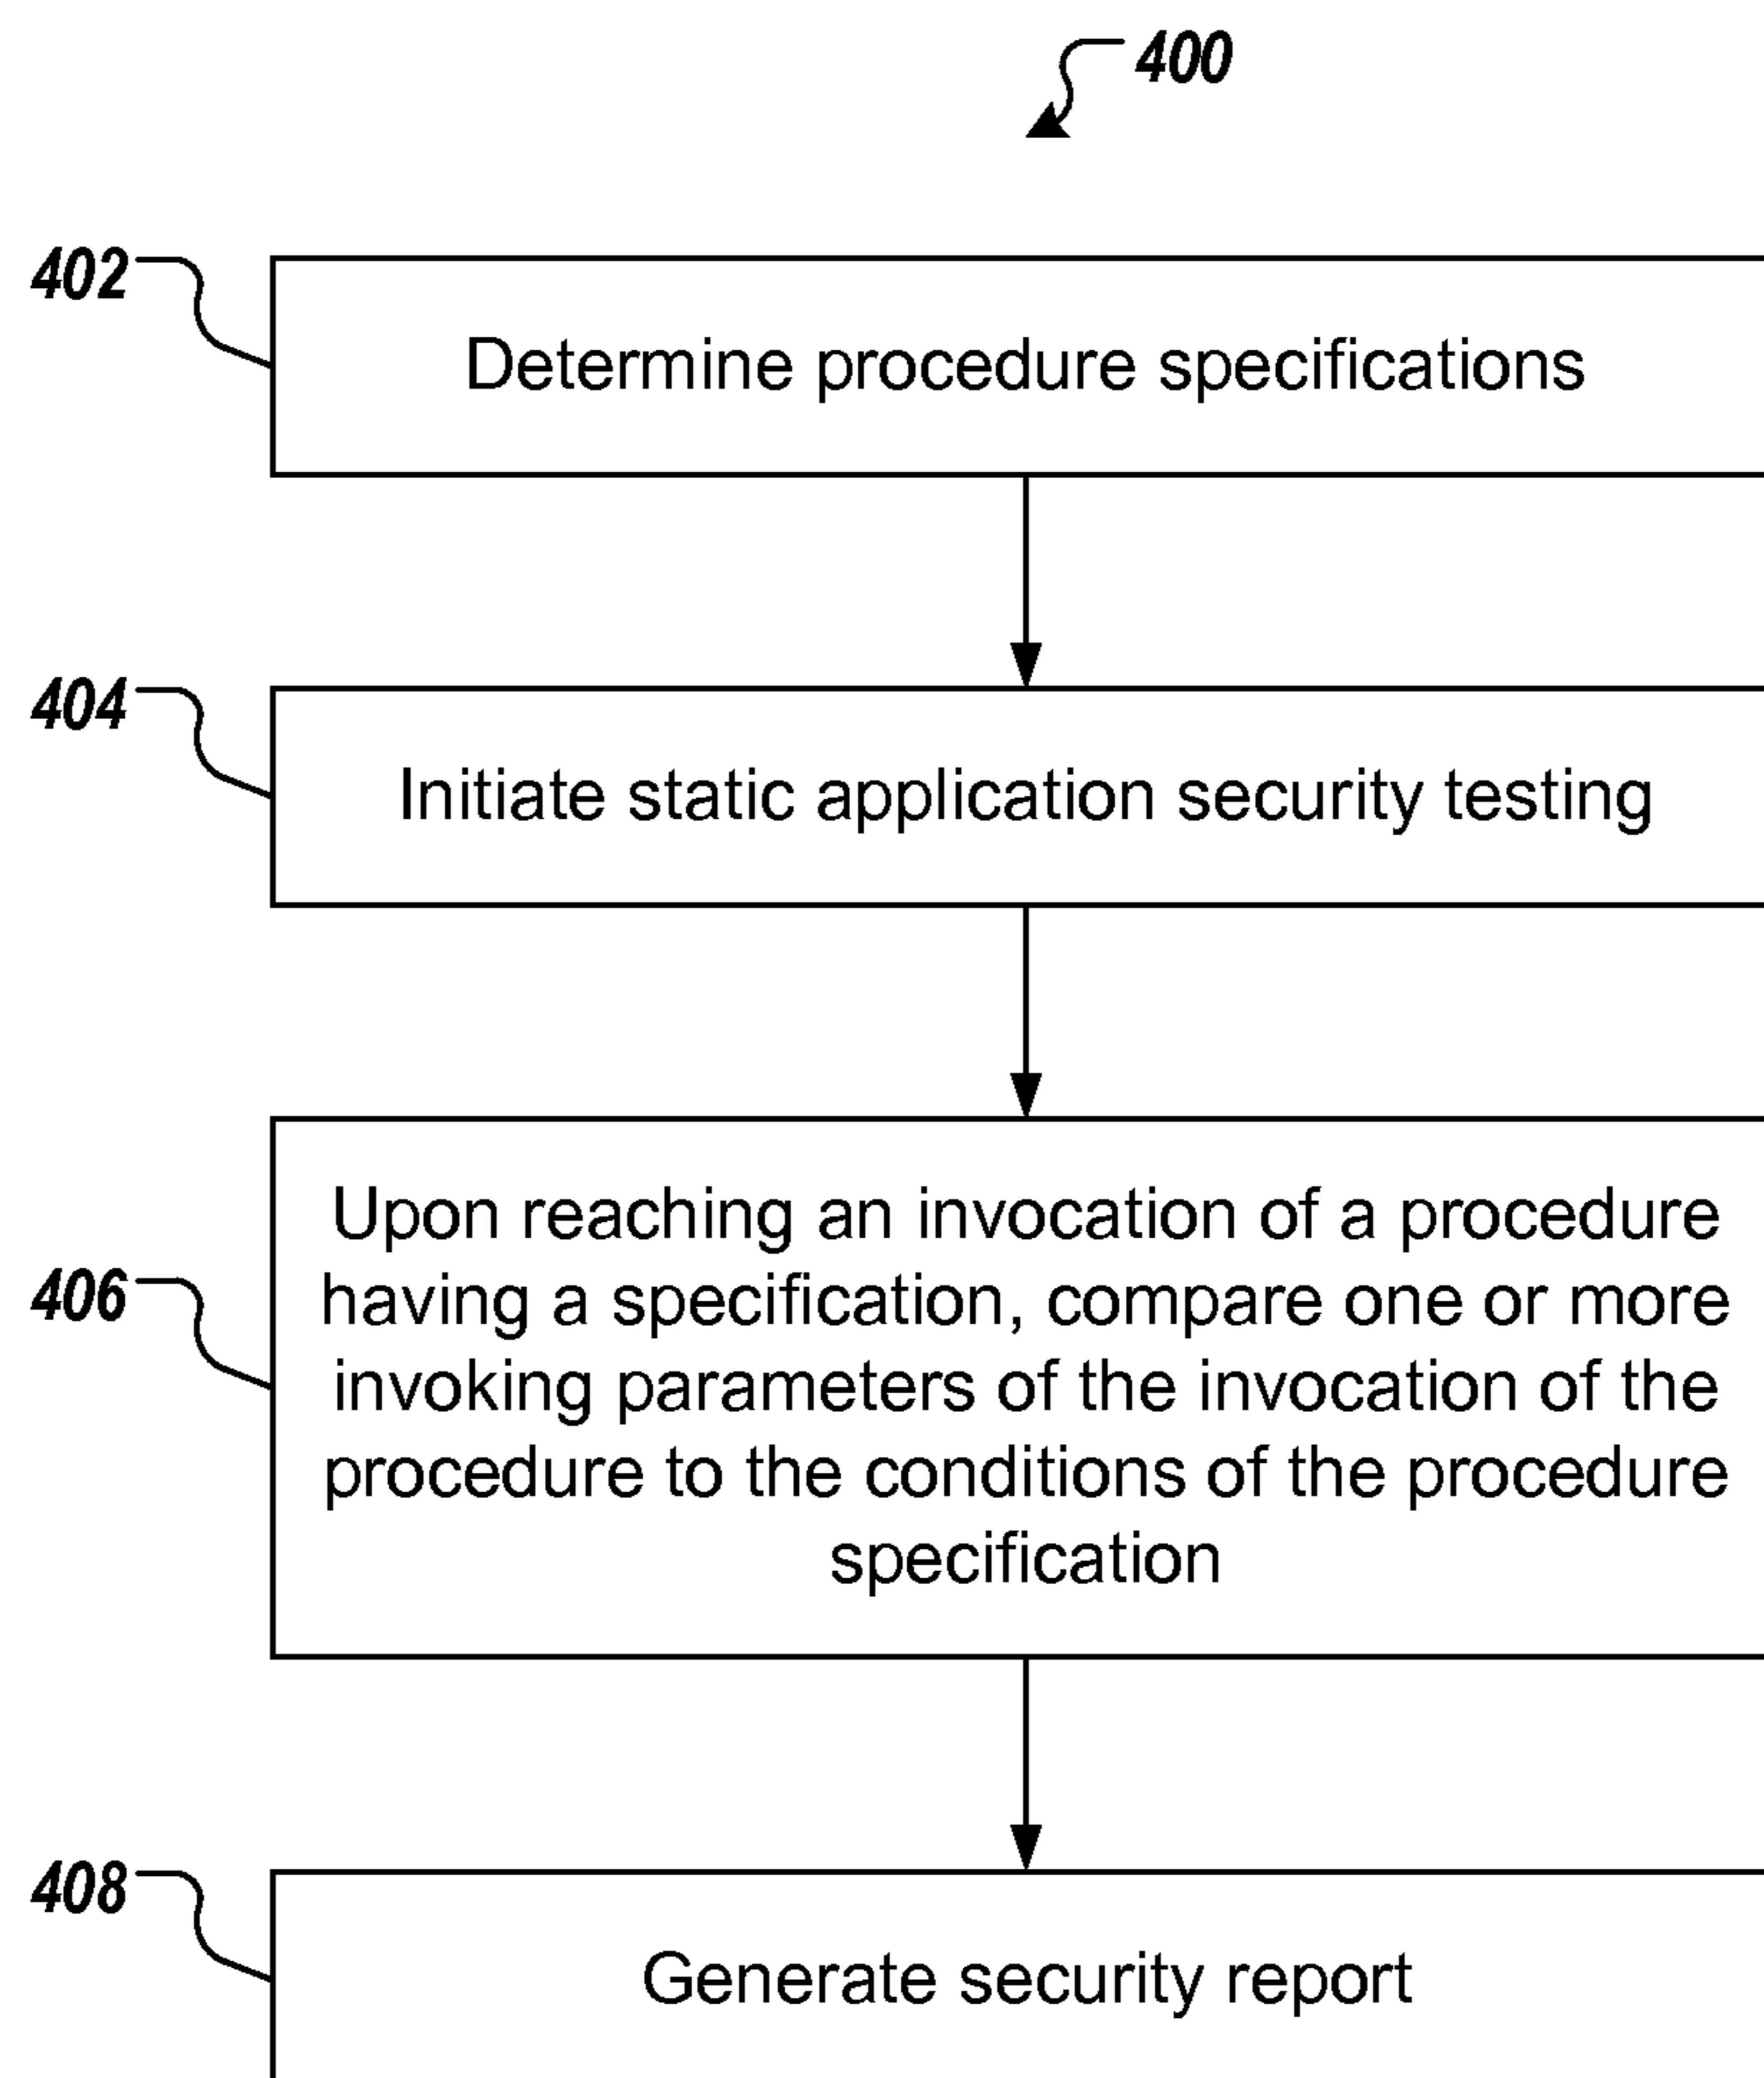 400
402
Determine procedure specifications
404
Initiate static application security testing
406
Upon reaching an invocation of a procedure
having a specification, compare one or more
invoking parameters of the invocation of the
procedure to the conditions of the procedure
specification
408
Generate security report